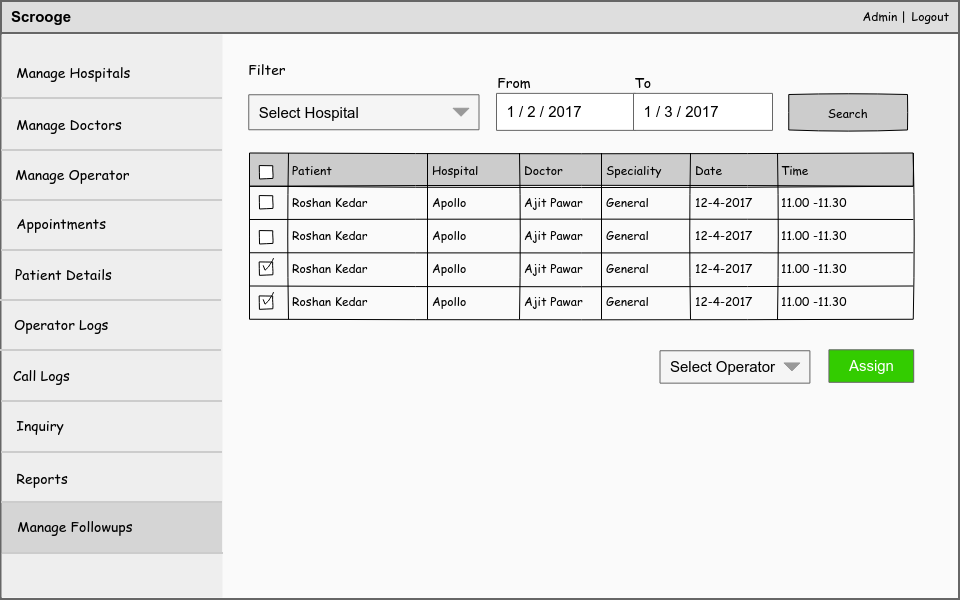 Scrooge
Admin | Logout
Manage Hospitals
Manage Doctors
Manage Operator
Appointments
Patient Details
Operator Logs
Call Logs
Inquiry
Reports
Manage Followups
Filter
From To
Select Hospital 1 / 2 / 2017 1 / 3 / 2017 Search
Patient Hospital Doctor Speciality Date Time
Roshan Kedar Apollo Ajit Pawar General 12-4-2017 11.00 -11.30
Roshan Kedar Apollo Ajit Pawar General 12-4-2017 11.00 -11.30
Roshan Kedar Apollo Ajit Pawar General 12-4-2017 11.00 -11.30
Roshan Kedar Apollo Ajit Pawar General 12-4-2017 11.00 -11.30
Select Operator Assign